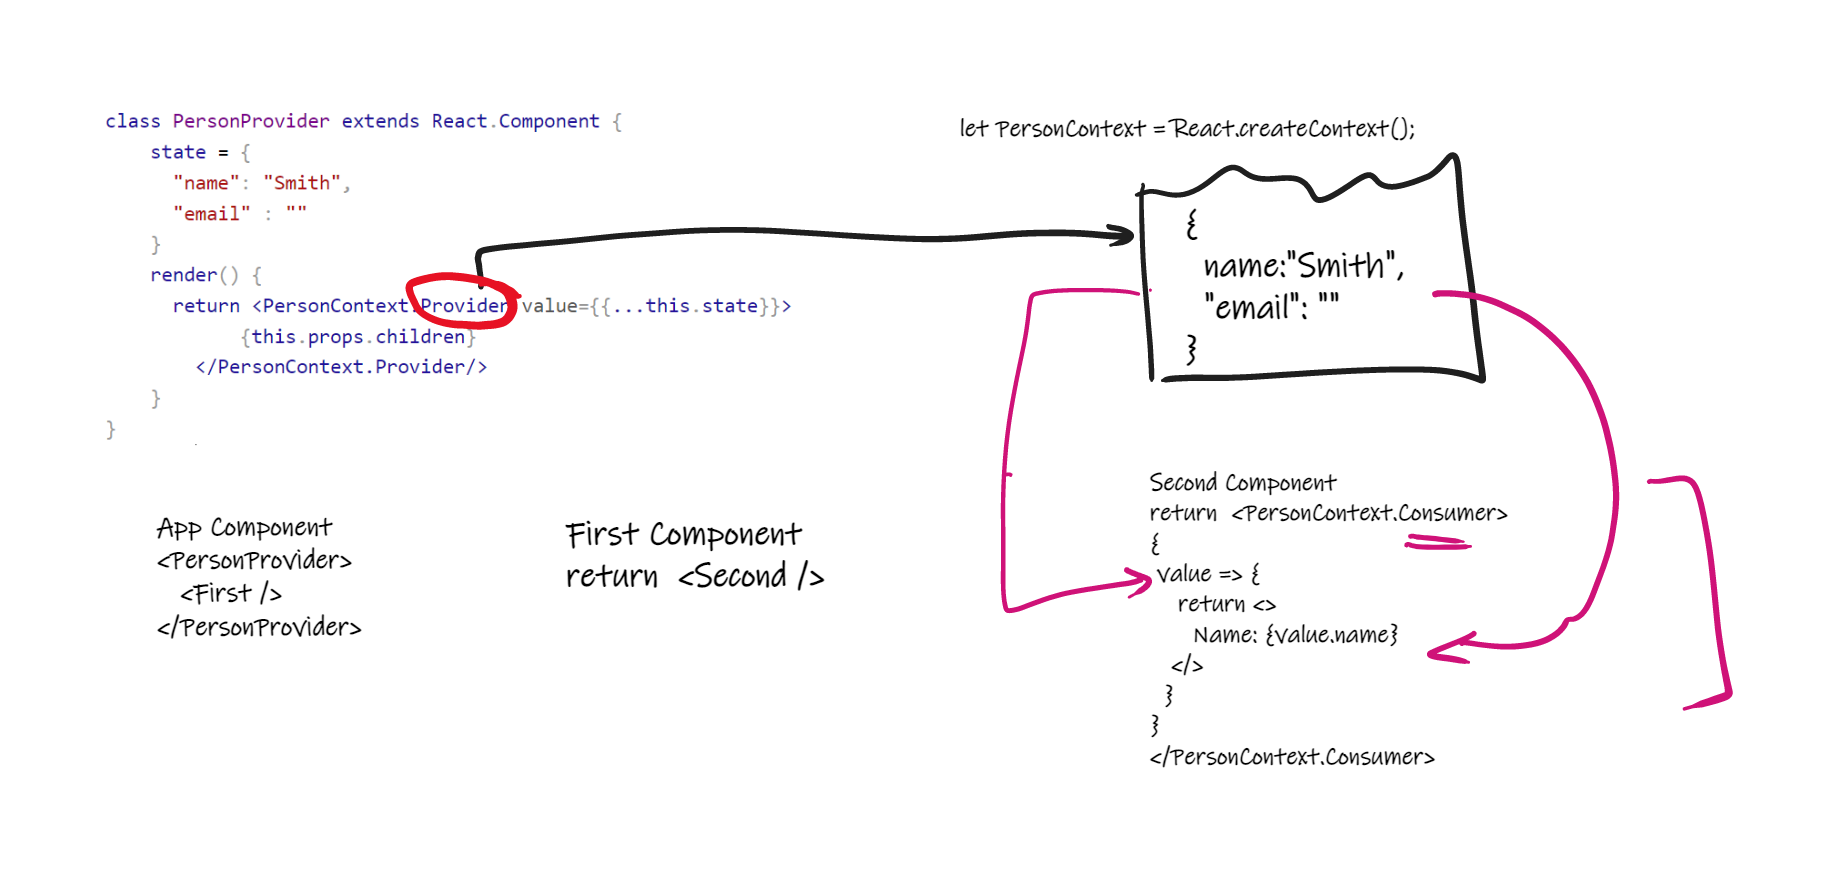 class PersonProvider extends React.Component {
state = {
"name": "Smith",
"email" : ""
}
render() {
return <PersonContext.Provider value={{...this.state}}>
{this.props.children}
</PersonContext.Provider/>
}
}
let PersonContext = React.createContext();
{
name:"Smith",
"email": ""
}
App Component
<PersonProvider>
<First />
</PersonProvider>
First Component
return <Second />
Second Component
return <PersonContext.Consumer>
{
value => {
return <>
Name: {value.name}
</>
}
}
</PersonContext.Consumer>